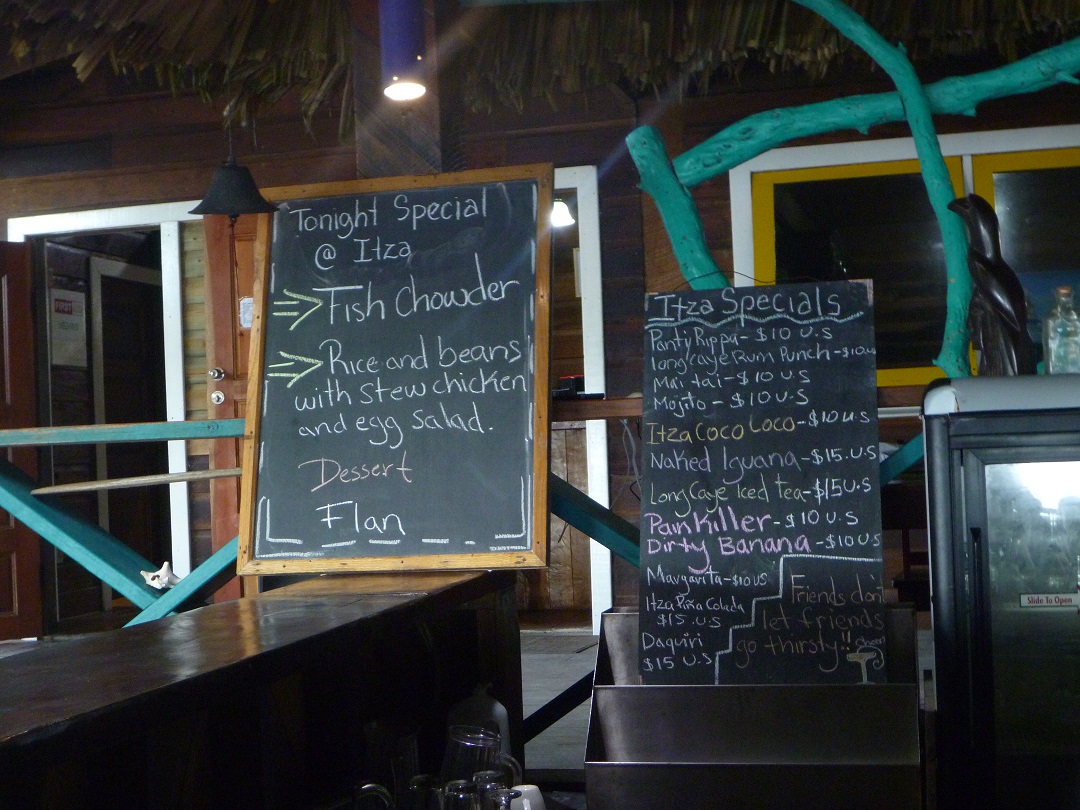 Tonight Special
@ Itza
Fish Chowder
Rice and beans
with stew chicken
and egg salad.
Dessert
Flan
Itza Specials
Panty Rippa - $10 U.S
Long Caye Rum Punch - $10
Mai tai - $10 U.S
Mojito - $10 U.S
Itza Coco Loco - $10 U.S
Naked Iguana - $15. U.S
Long Caye Iced tea - $15 U.S
Pain Killer - $10 U.S
Dirty Banana - $10 U.S
Margarita - $10 US
Itza Piña Colada
$15 .U.S
Daquiri
$15 U.S
Friends don't
let friends
go thirsty!!
Slide To Open